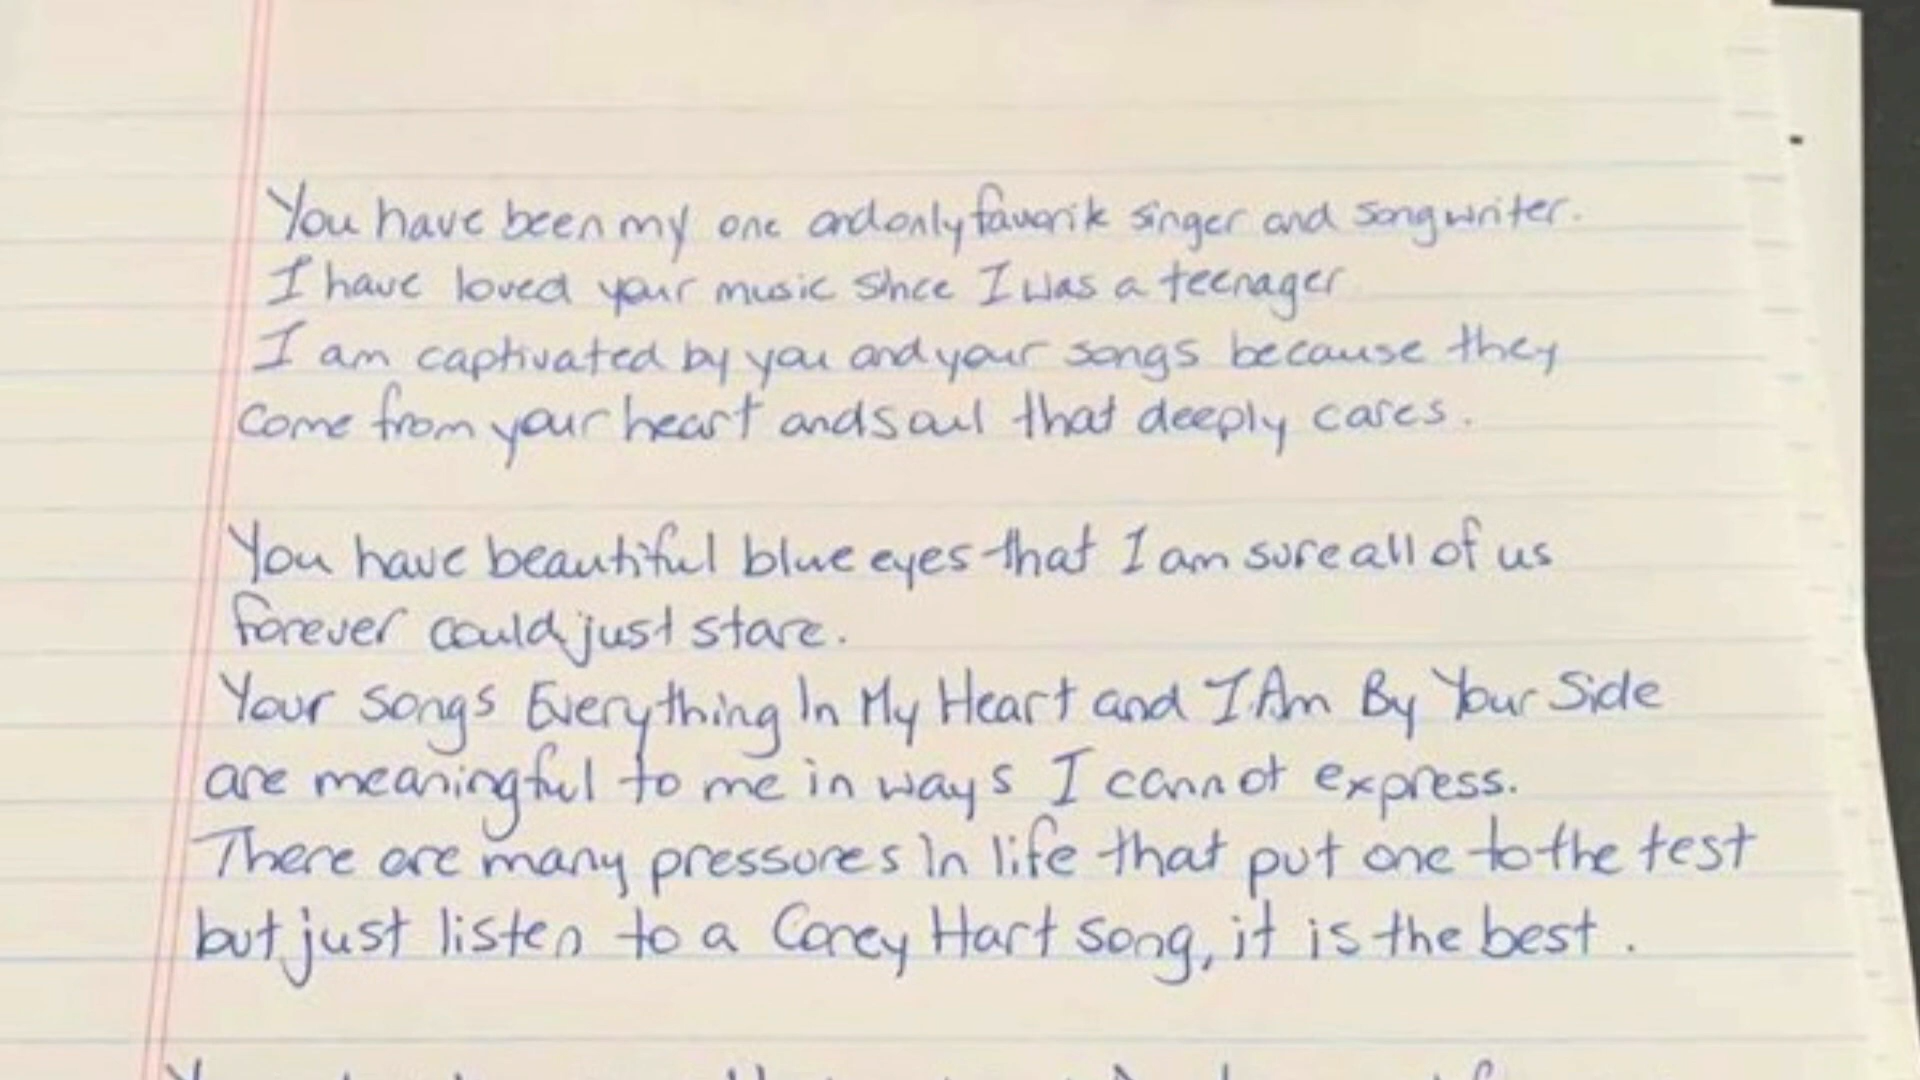 You have been my one and only favorite singer and songwriter.
I have loved your music since I was a teenager
I am captivated by you and your songs because they
come from your heart and soul that deeply cares.
You have beautiful blue eyes that I am sure all of us
forever could just stare.
Your songs Everything In My Heart and I Am By Your Side
are meaningful to me in ways I cannot express.
There are many pressures in life that put one to the test
but just listen to a Corey Hart song, it is the best.